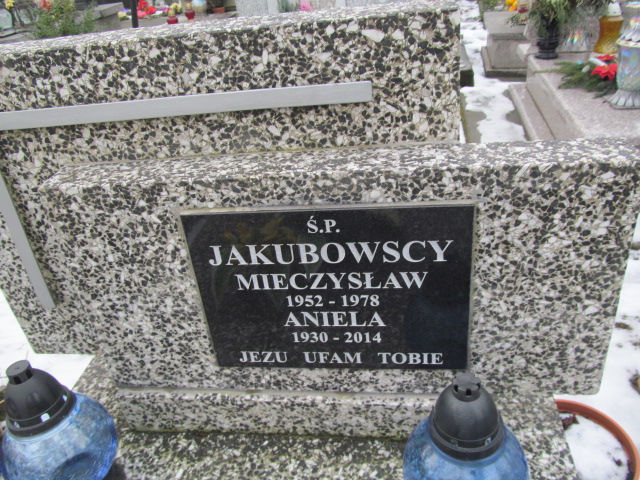 Ś.P.
JAKUBOWSCY
MIECZYSŁAW
1952 - 1978
ANIELA
1930 - 2014
JEZU UFAM TOBIE